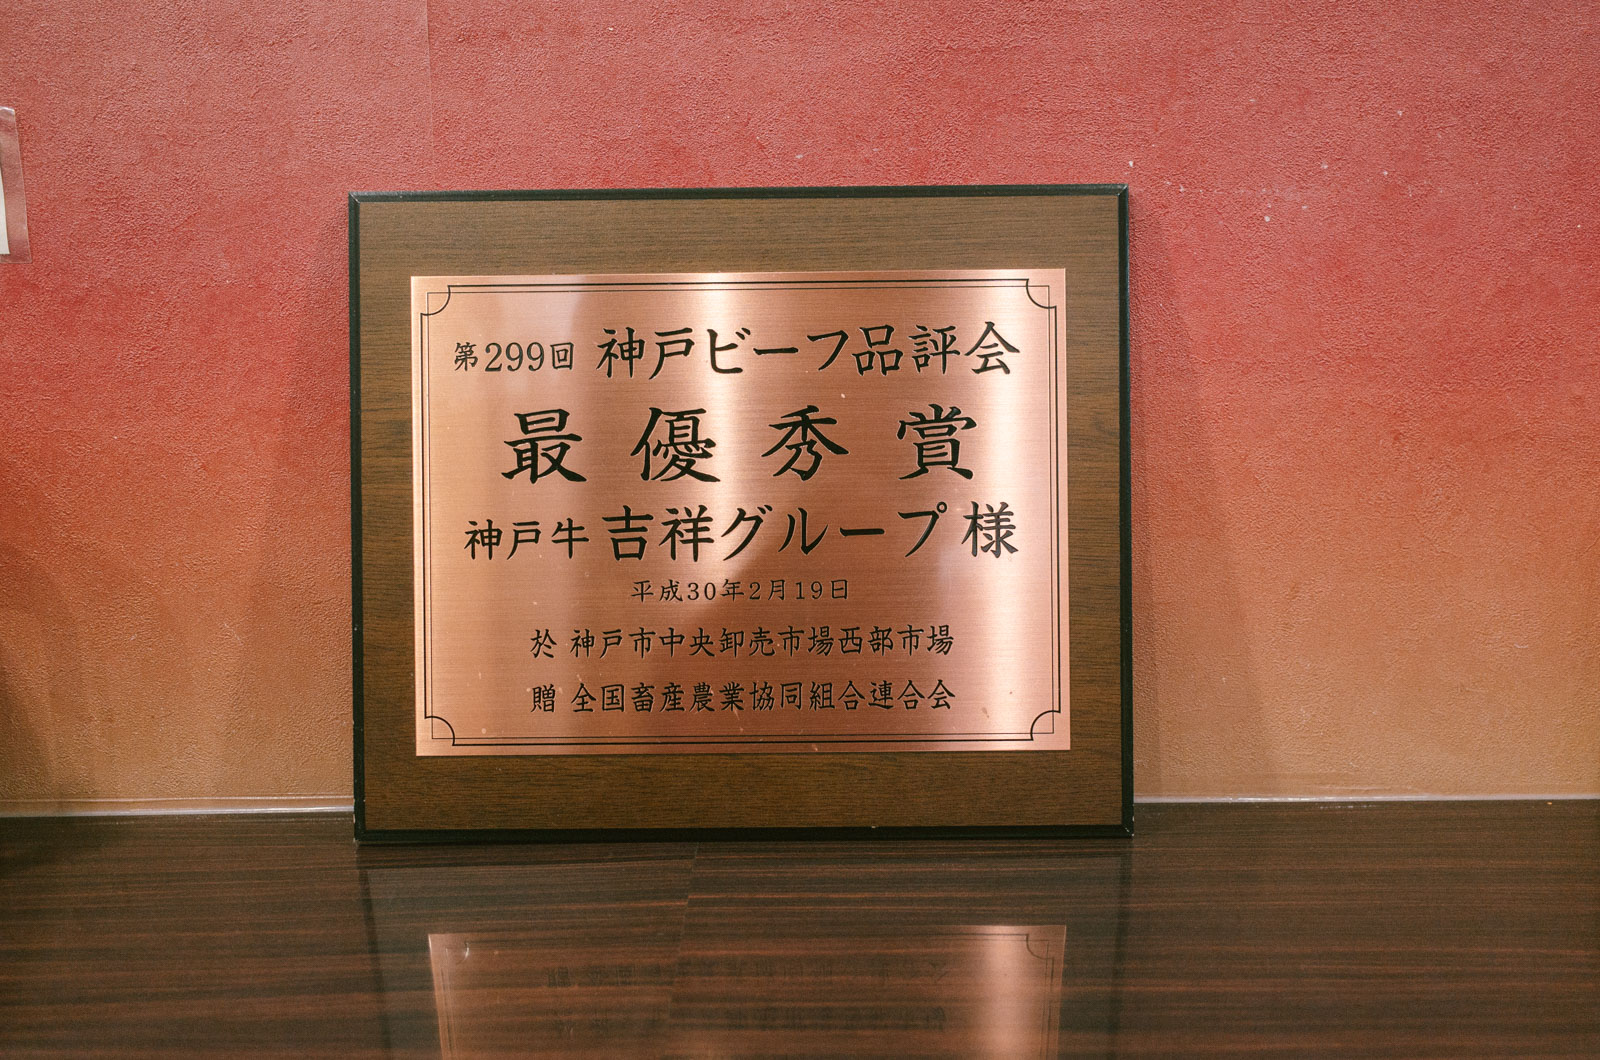 第299回 神戸ビーフ品評会
最優秀賞
神戸牛 吉祥グループ 様
平成30年2月19日
於 神戸市中央卸売市場西部市場
贈 全国畜産農業協同組合連合会